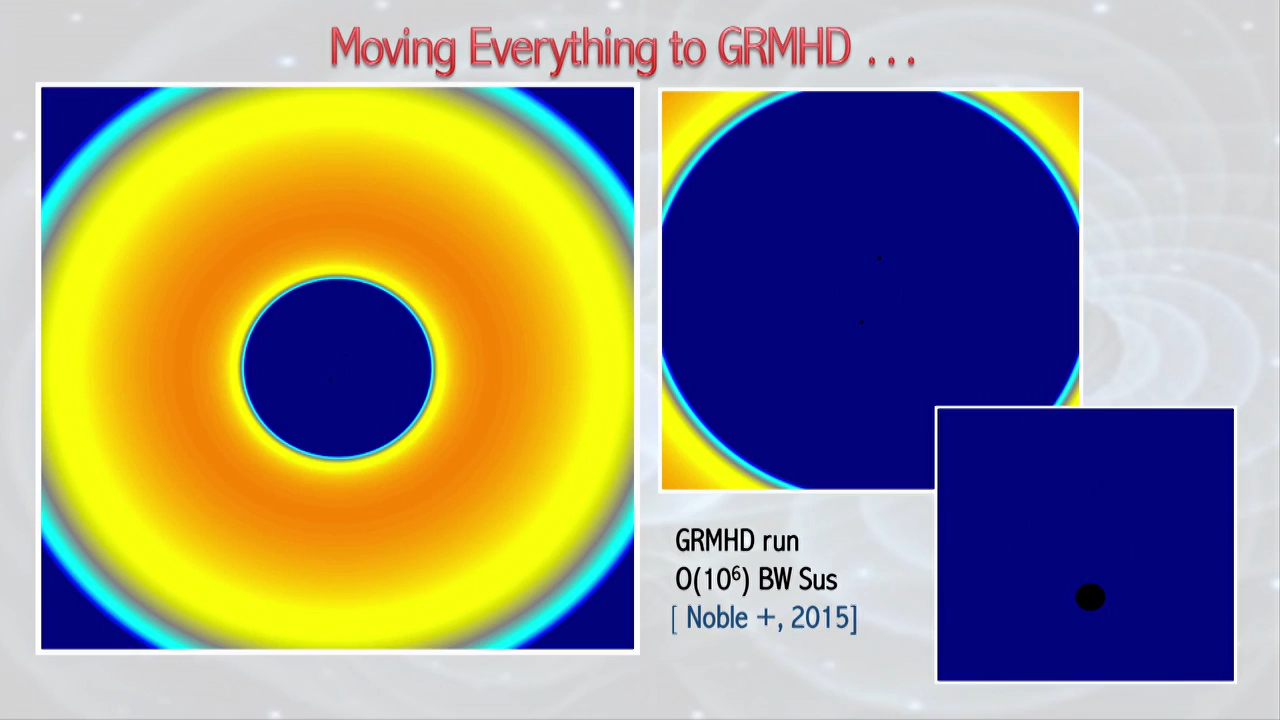 Moving Everything to GRMHD ...
GRMHD run
O(10⁶) BW Sus
[ Noble +, 2015]